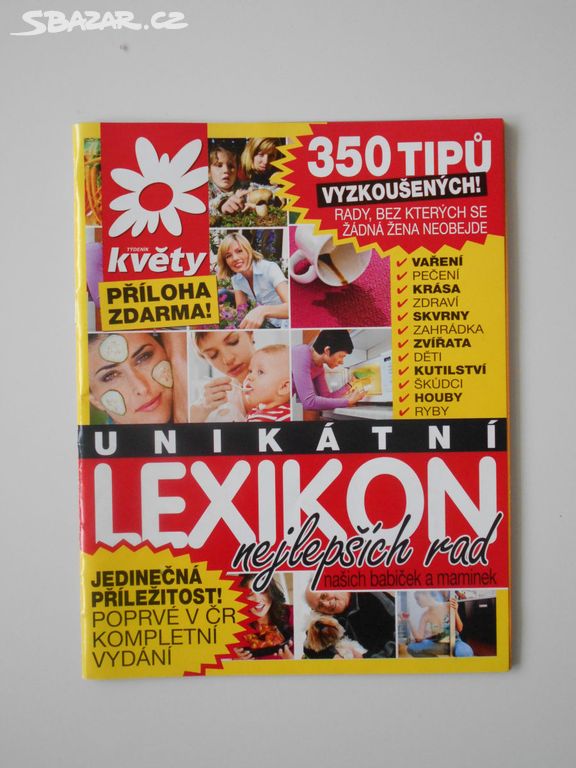 SBAZAR.CZ
TÝDENÍK
květy
PŘÍLOHA
ZDARMA!
350 TIPŮ
VYZKOUŠENÝCH!
RADY, BEZ KTERÝCH SE
ŽÁDNÁ ŽENA NEOBEJDE
VAŘENÍ
PEČENÍ
KRÁSA
ZDRAVÍ
SKVRNY
ZAHRÁDKA
ZVÍŘATA
DĚTI
KUTILSTVÍ
ŠKŮDCI
HOUBY
RYBY
UNIKÁTNÍ
LEXIKON
nejlepších rad
našich babiček a maminek
JEDINEČNÁ
PŘÍLEŽITOST!
POPRVÉ V ČR
KOMPLETNÍ
VYDÁNÍ